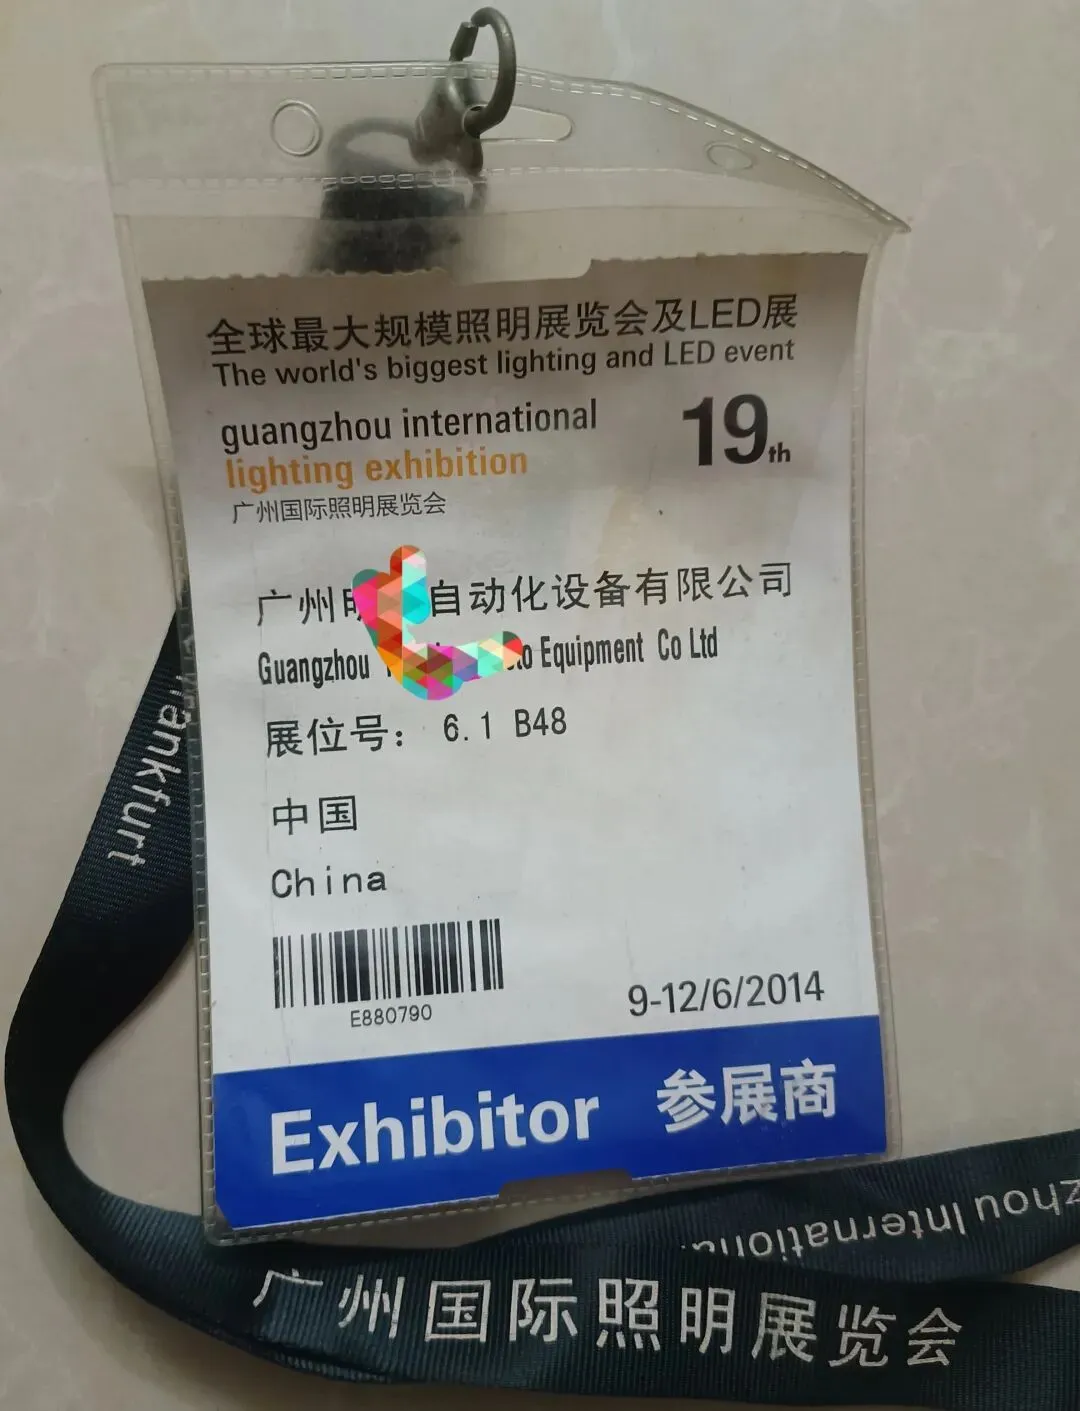 全球最大规模照明展览会及LED展
The world's biggest lighting and LED event
guangzhou international
lighting exhibition
19th
广州国际照明展览会
广州 自动化设备有限公司
Guangzhou Equipment Co Ltd
展位号： 6.1 B48
中国
China
E880790
9-12/6/2014
Exhibitor 参展商
广州国际照明展览会